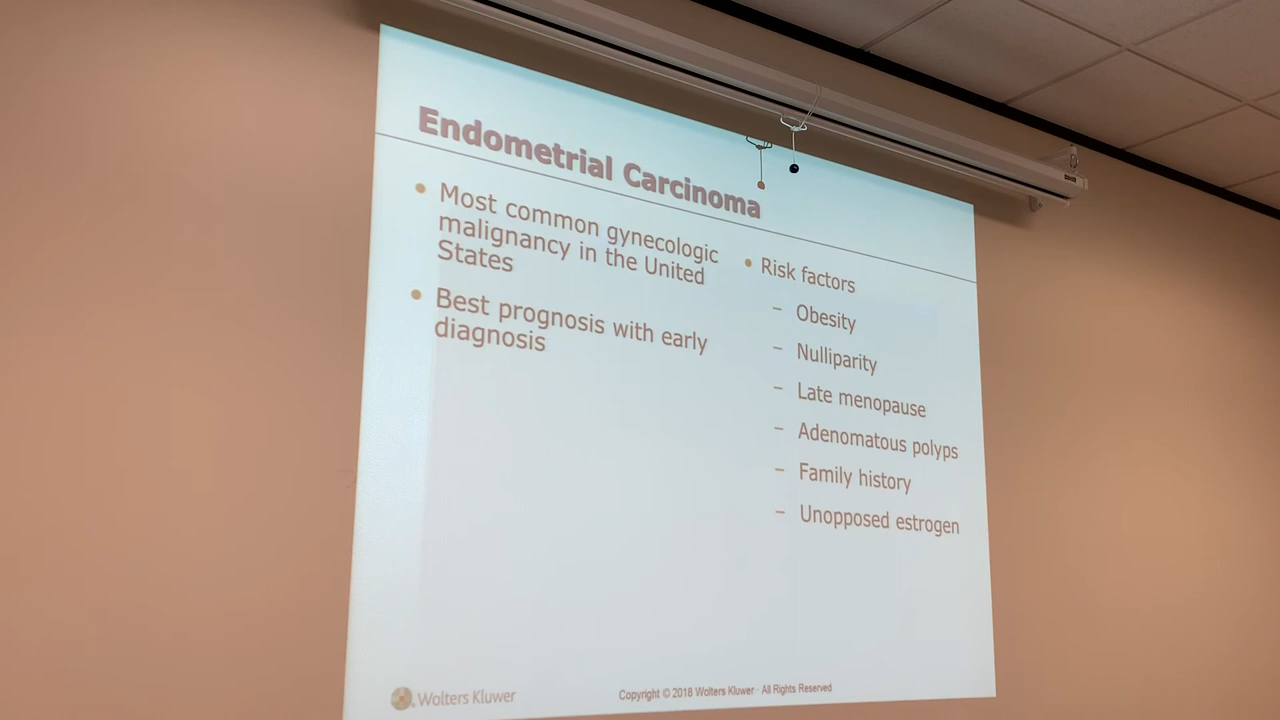 Endometrial Carcinoma
• Most common gynecologic
malignancy in the United
States
• Best prognosis with early
diagnosis
• Risk factors
– Obesity
– Nulliparity
– Late menopause
– Adenomatous polyps
– Family history
– Unopposed estrogen
Wolters Kluwer
Copyright © 2018 Wolters Kluwer · All Rights Reserved